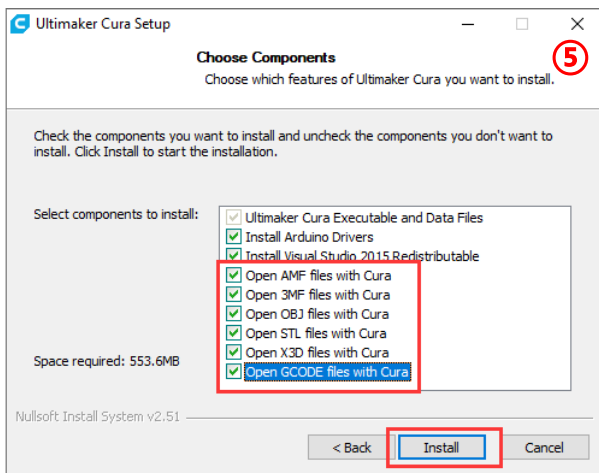 Ultimaker Cura Setup
Choose Components
Choose which features of Ultimaker Cura you want to install.
⑤
Check the components you want to install and uncheck the components you don't want to
install. Click Install to start the installation.
Select components to install:
Ultimaker Cura Executable and Data Files
Install Arduino Drivers
Install Visual Studio 2015 Redistributable
Open AMF files with Cura
Open 3MF files with Cura
Open OBJ files with Cura
Open STL files with Cura
Open X3D files with Cura
Open GCODE files with Cura
Space required: 553.6MB
Nullsoft Install System v2.51
< Back Install Cancel